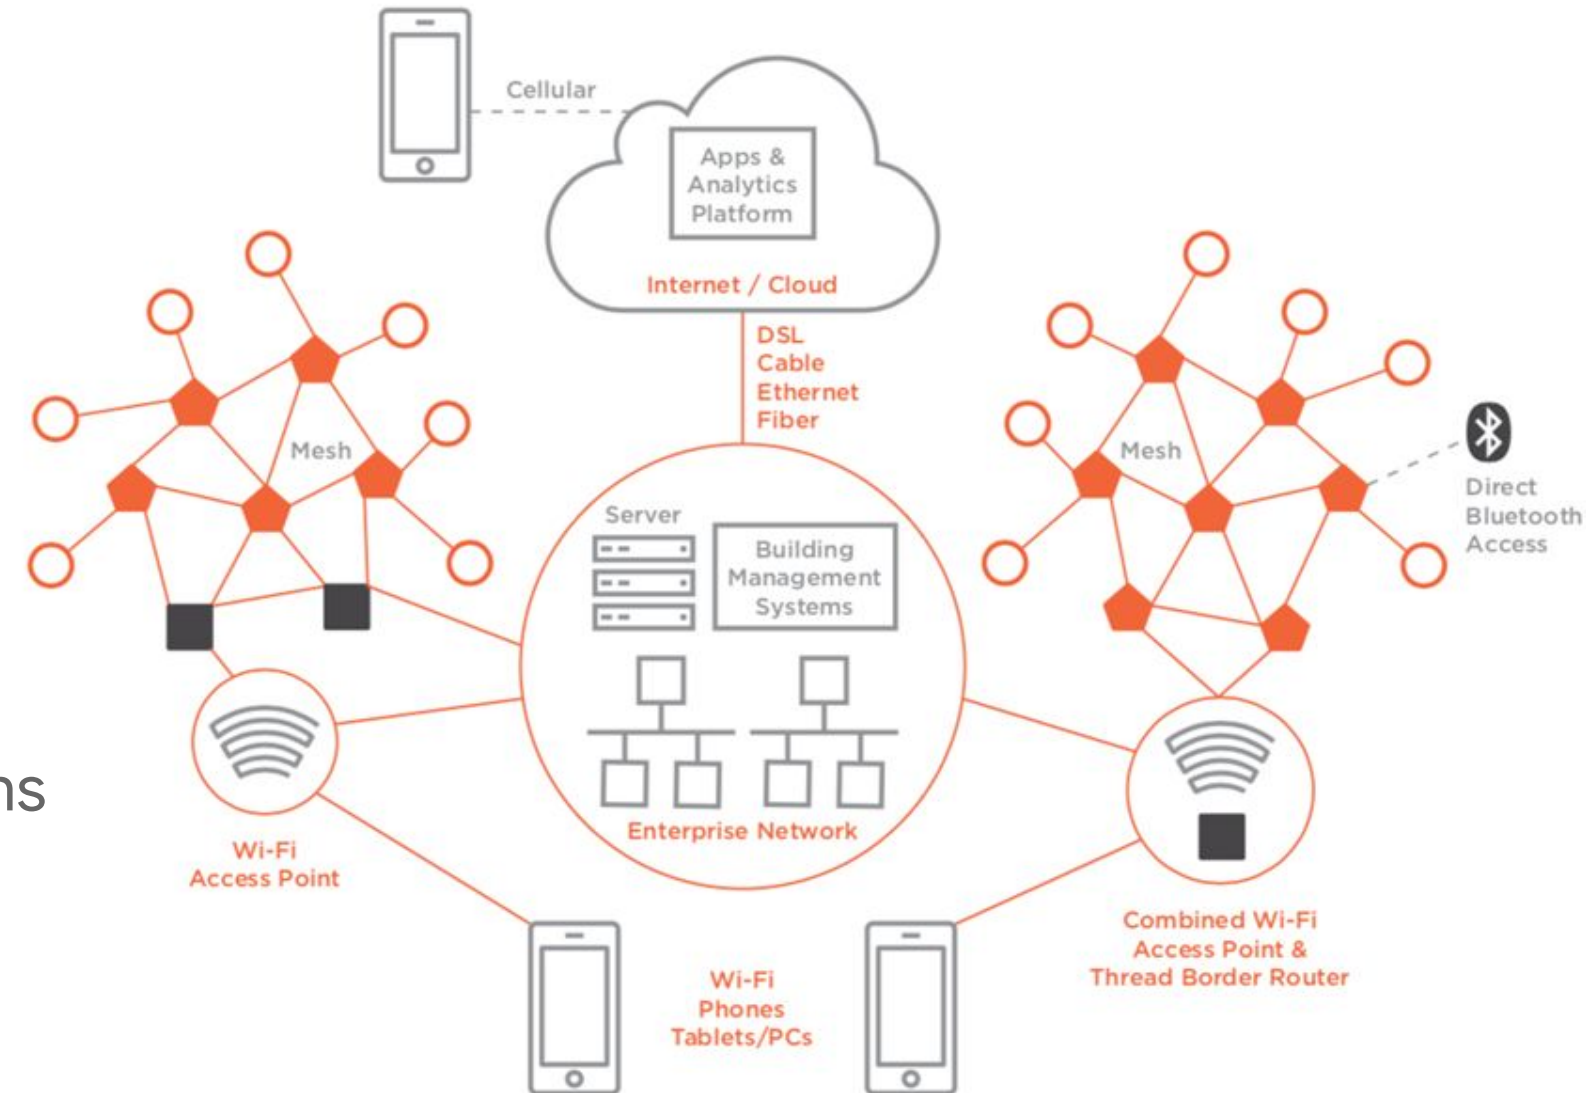 Cellular
Apps &
Analytics
Platform
Internet / Cloud
DSL
Cable
Ethernet
Fiber
Mesh
Mesh
Direct
Bluetooth
Access
Server
Building
Management
Systems
Enterprise Network
Wi-Fi
Access Point
Combined Wi-Fi
Access Point &
Thread Border Router
Wi-Fi
Phones
Tablets/PCs